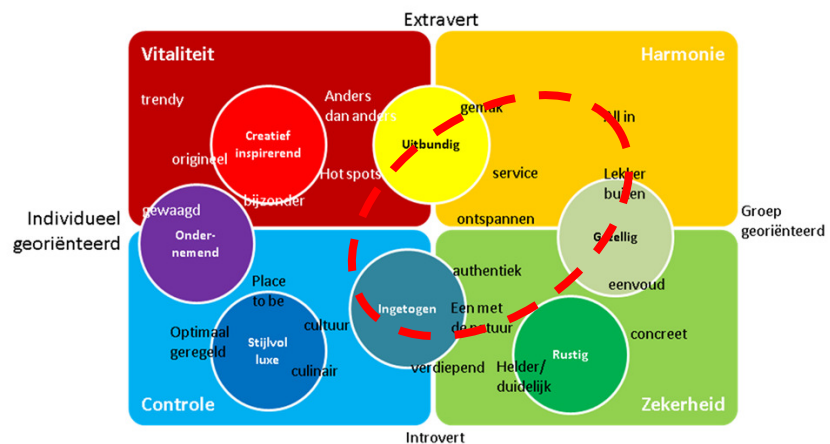 Extravert
Vitaliteit
Harmonie
trendy
Anders
dan anders
gemak
All in
Creatief
inspirerend
Uitbundig
origineel
Hot spots
service
Lekker
buiten
bijzonder
gewaagd
ontspannen
Individueel
georiënteerd
Onder-
nemend
Gezellig
Groep
georiënteerd
authentiek
Place
to be
eenvoud
Ingetogen
Een met
de natuur
cultuur
Optimaal
geregeld
Stijlvol
luxe
concreet
culinair
verdiepend
Helder/
duidelijk
Rustig
Controle
Zekerheid
Introvert